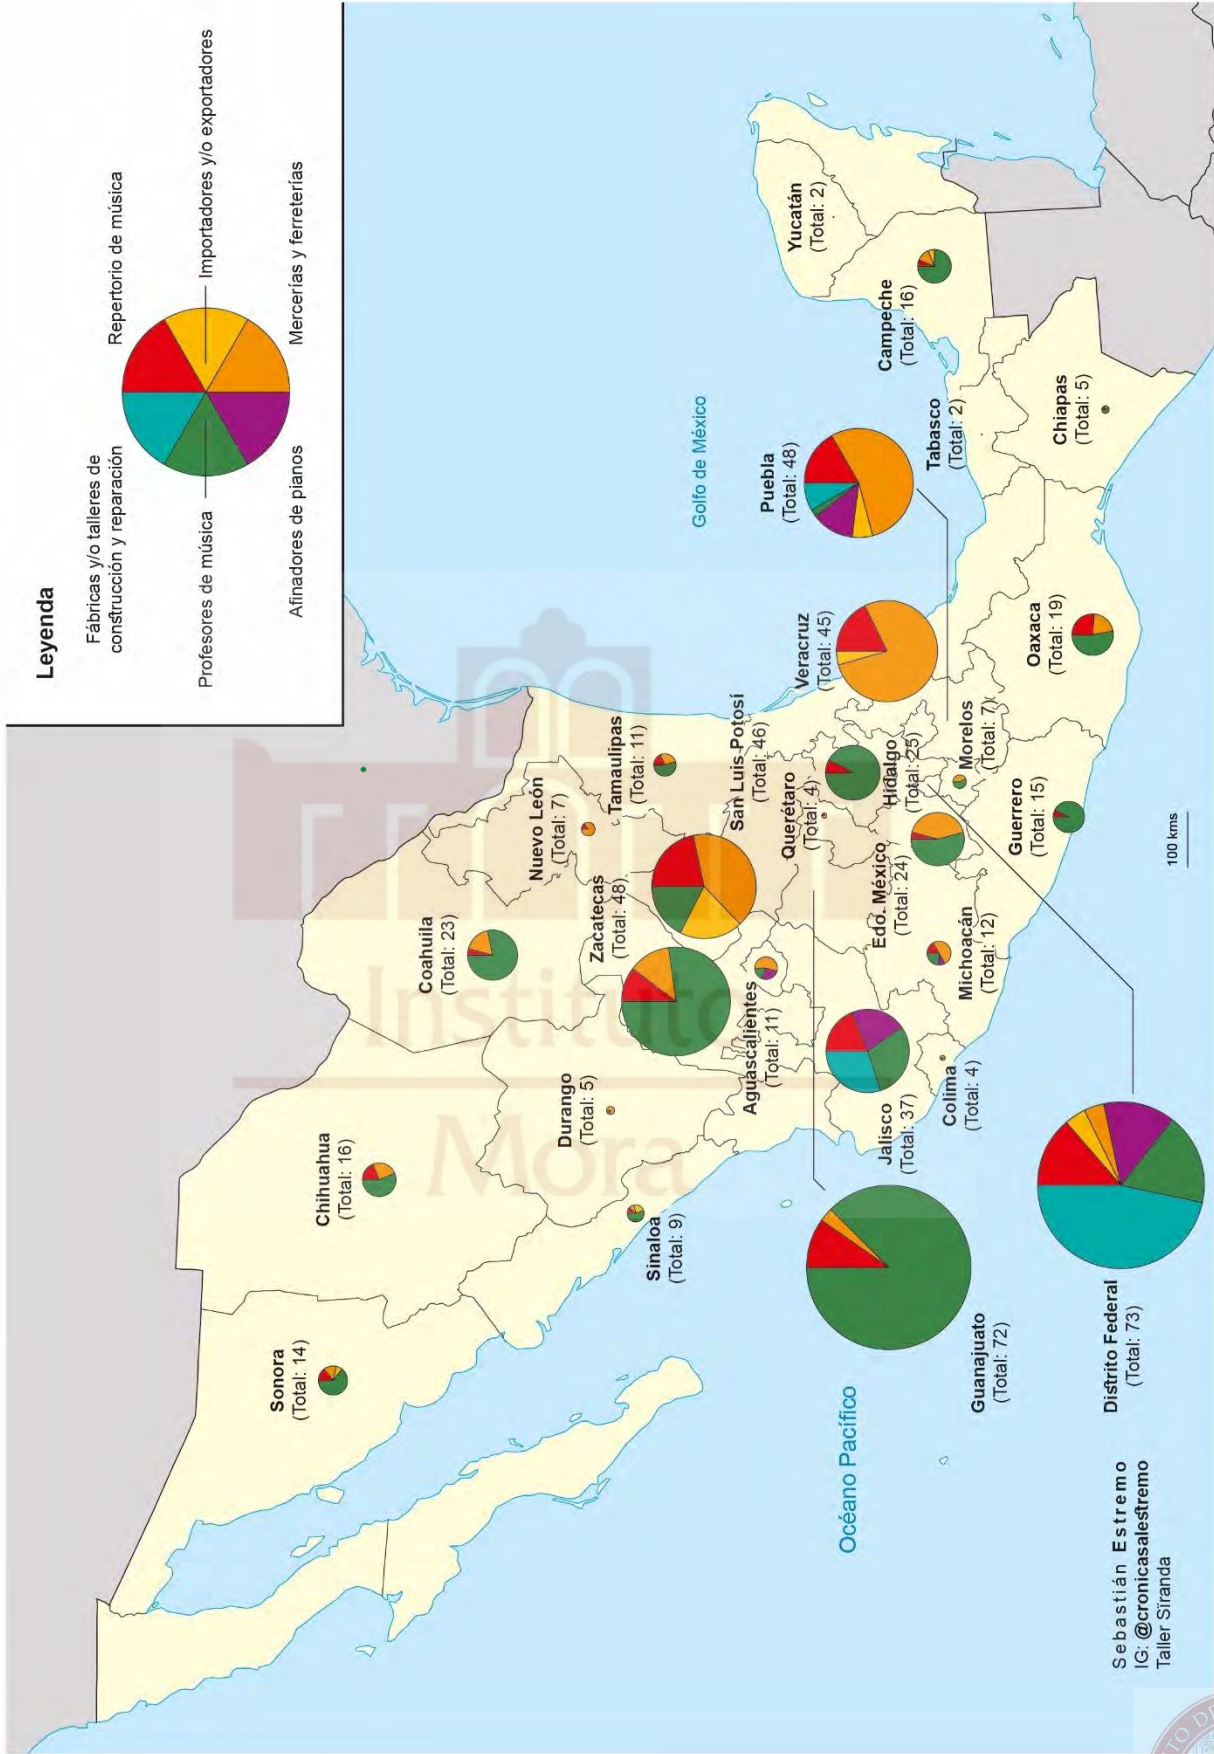 Leyenda
Fábricas y/o talleres de
construcción y reparación
Repertorio de música
Profesores de música
Importadores y/o exportadores
Afinadores de pianos
Mercerías y ferreterías
Sonora
(Total: 14)
Chihuahua
(Total: 16)
Coahuila
(Total: 23)
Nuevo León
(Total: 7)
Tamaulipas
(Total: 11)
Durango
(Total: 5)
Zacatecas
(Total: 48)
Sinaloa
(Total: 9)
San Luis Potosí
(Total: 46)
Aguascalientes
(Total: 11)
Querétaro
(Total: 4)
Veracruz
(Total: 45)
Puebla
(Total: 48)
Golfo de México
Yucatán
(Total: 2)
Campeche
(Total: 16)
Tabasco
(Total: 2)
Hidalgo
(Total: 25)
Edo. México
(Total: 24)
Jalisco
(Total: 37)
Colima
(Total: 4)
Michoacán
(Total: 12)
Morelos
(Total: 7)
Guerrero
(Total: 15)
Oaxaca
(Total: 19)
Chiapas
(Total: 5)
Guanajuato
(Total: 72)
Distrito Federal
(Total: 73)
Océano Pacífico
100 kms
Sebastián Estremo
IG: @cronicasalestremo
Taller Siranda
Instituto
Mora
TO DE